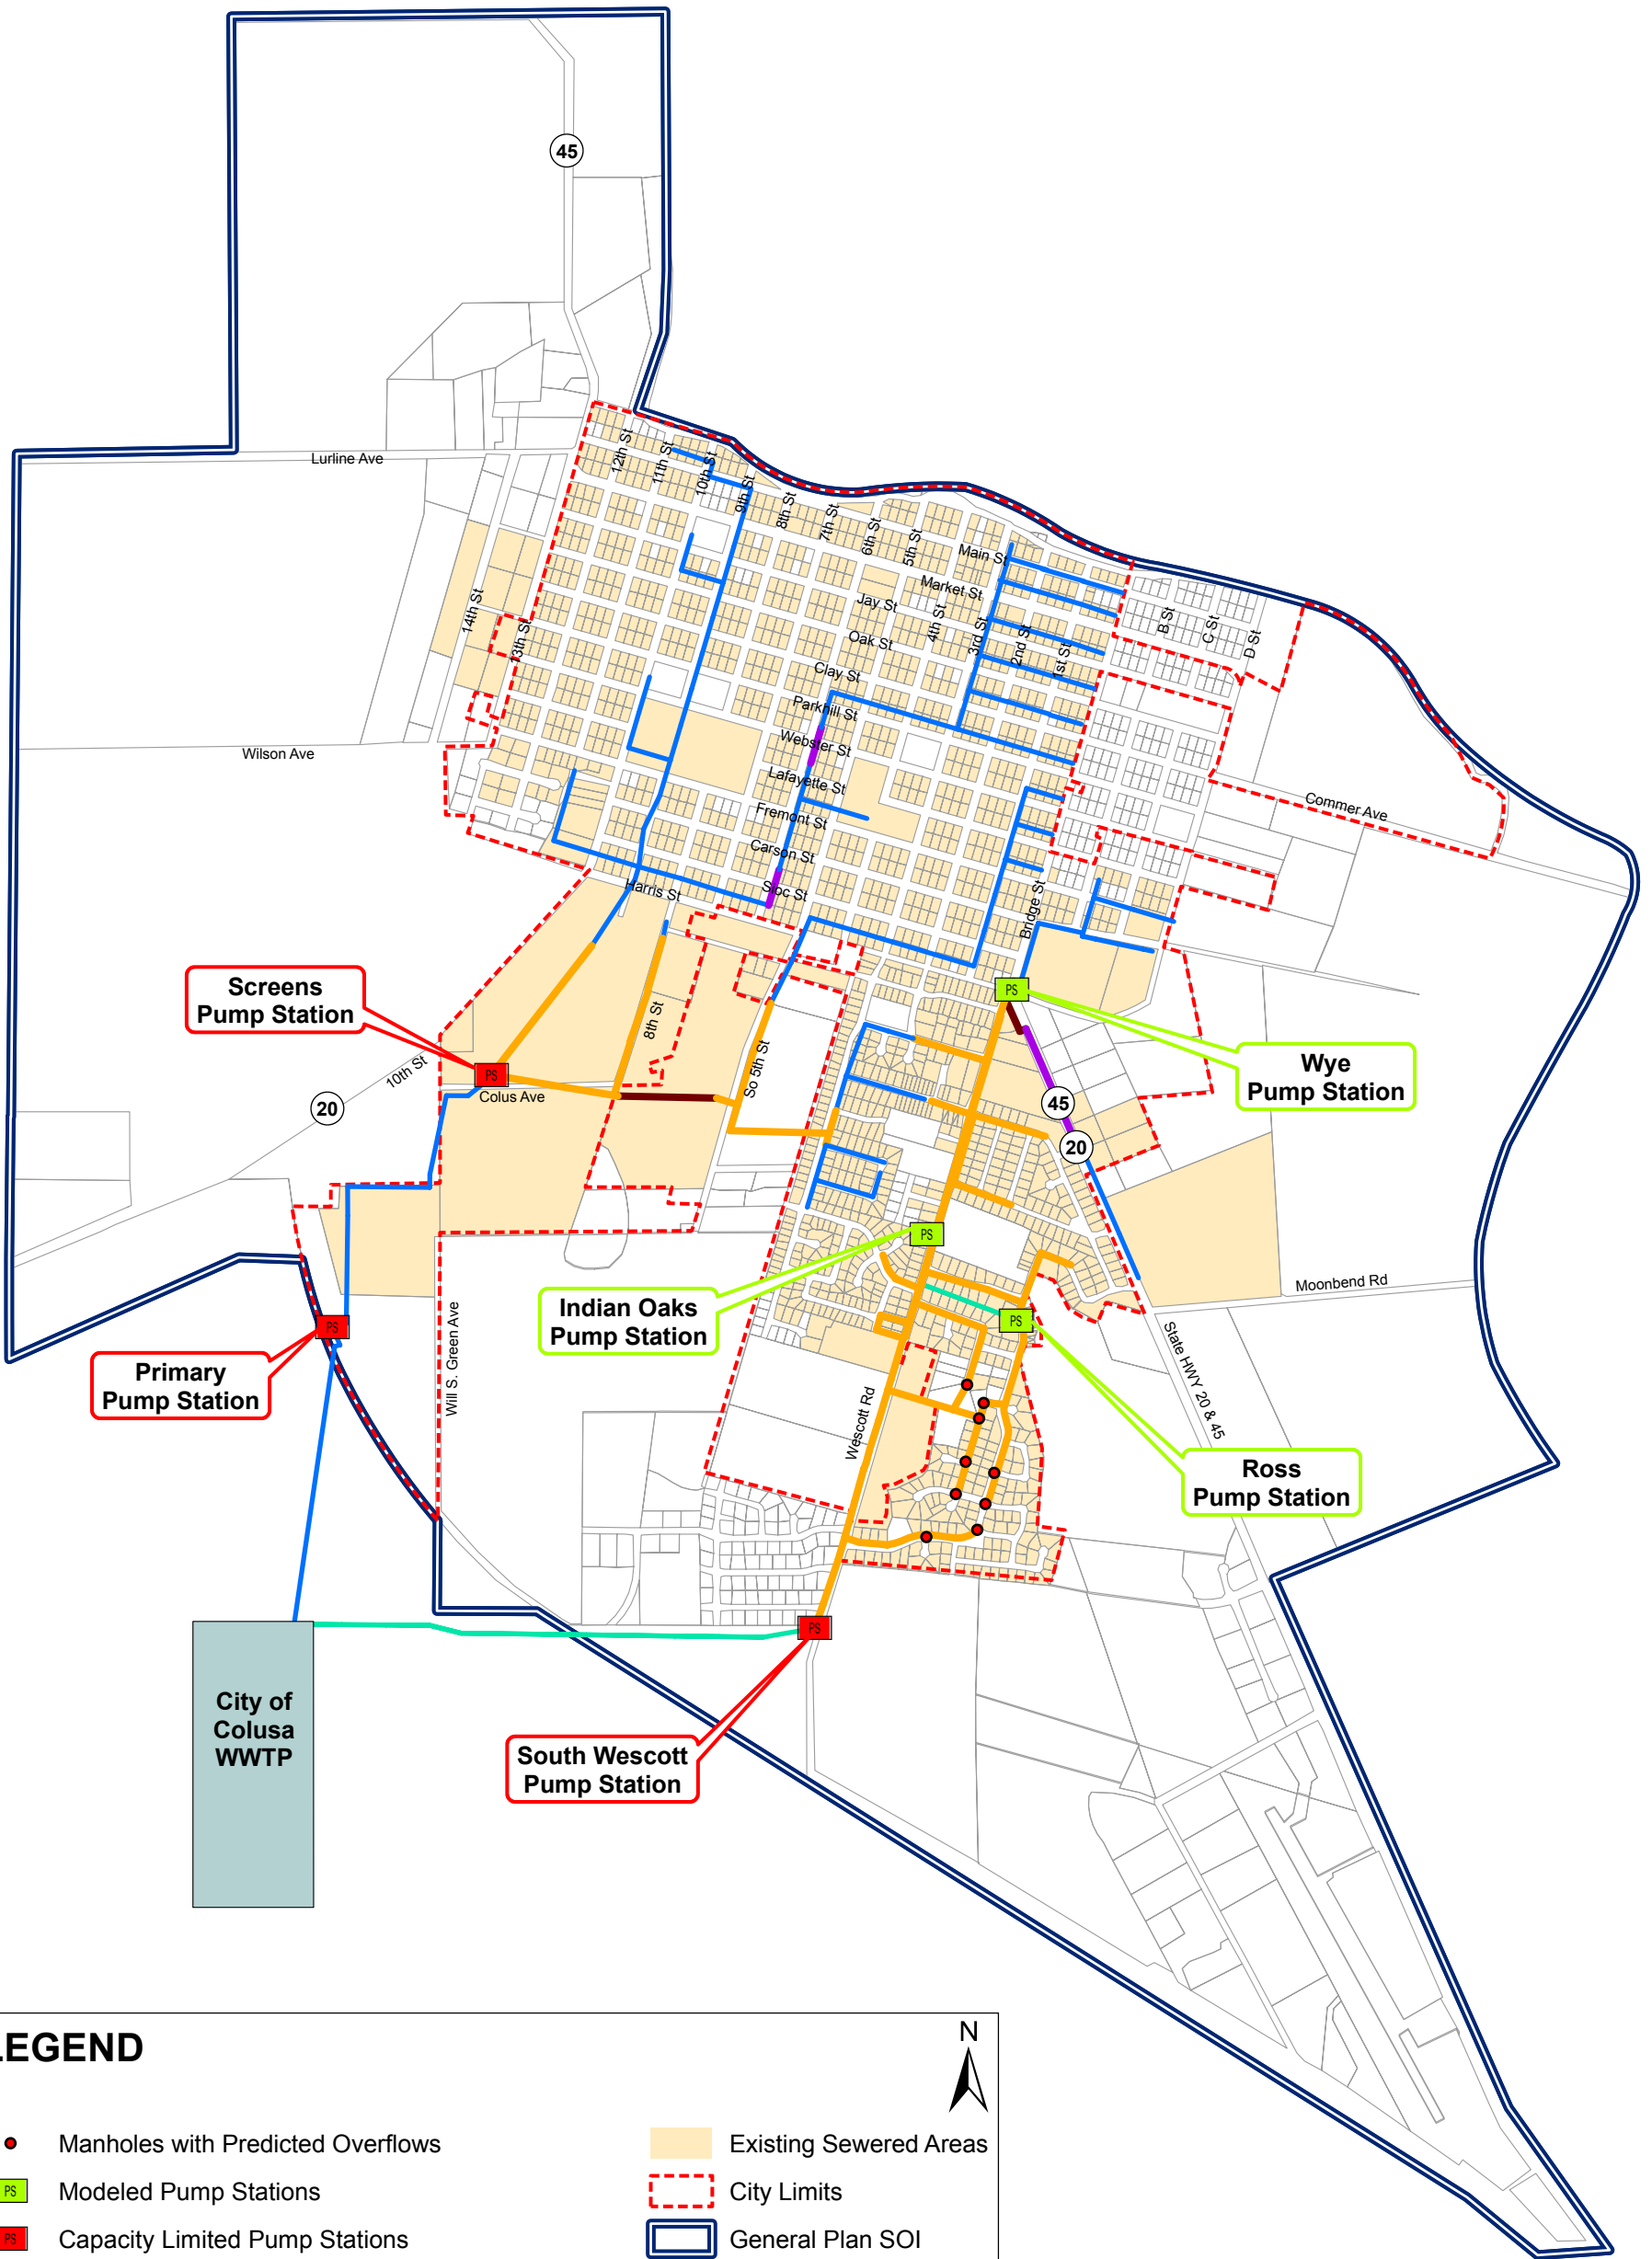 45
Lurline Ave
12th St
11th St
10th St
9th St
8th St
7th St
6th St
5th St
Main St
Market St
Jay St
4th St
3rd St
2nd St
1st St
B St
C St
D St
Oak St
Clay St
Parkhill St
Webster St
Lafayette St
Fremont St
Carson St
Sioc St
Harris St
14th St
13th St
Wilson Ave
Commer Ave
Bridge St
Screens
Pump Station
PS
10th St
20
Colus Ave
8th St
So 5th St
PS
Wye
Pump Station
45
20
PS
Indian Oaks
Pump Station
Moonbend Rd
PS
Primary
Pump Station
PS
Will S. Green Ave
Wescott Rd
State HWY 20 & 45
Ross
Pump Station
PS
South Wescott
Pump Station
City of
Colusa
WWTP
LEGEND
N
Manholes with Predicted Overflows
Existing Sewered Areas
PS
Modeled Pump Stations
City Limits
PS
Capacity Limited Pump Stations
General Plan SOI